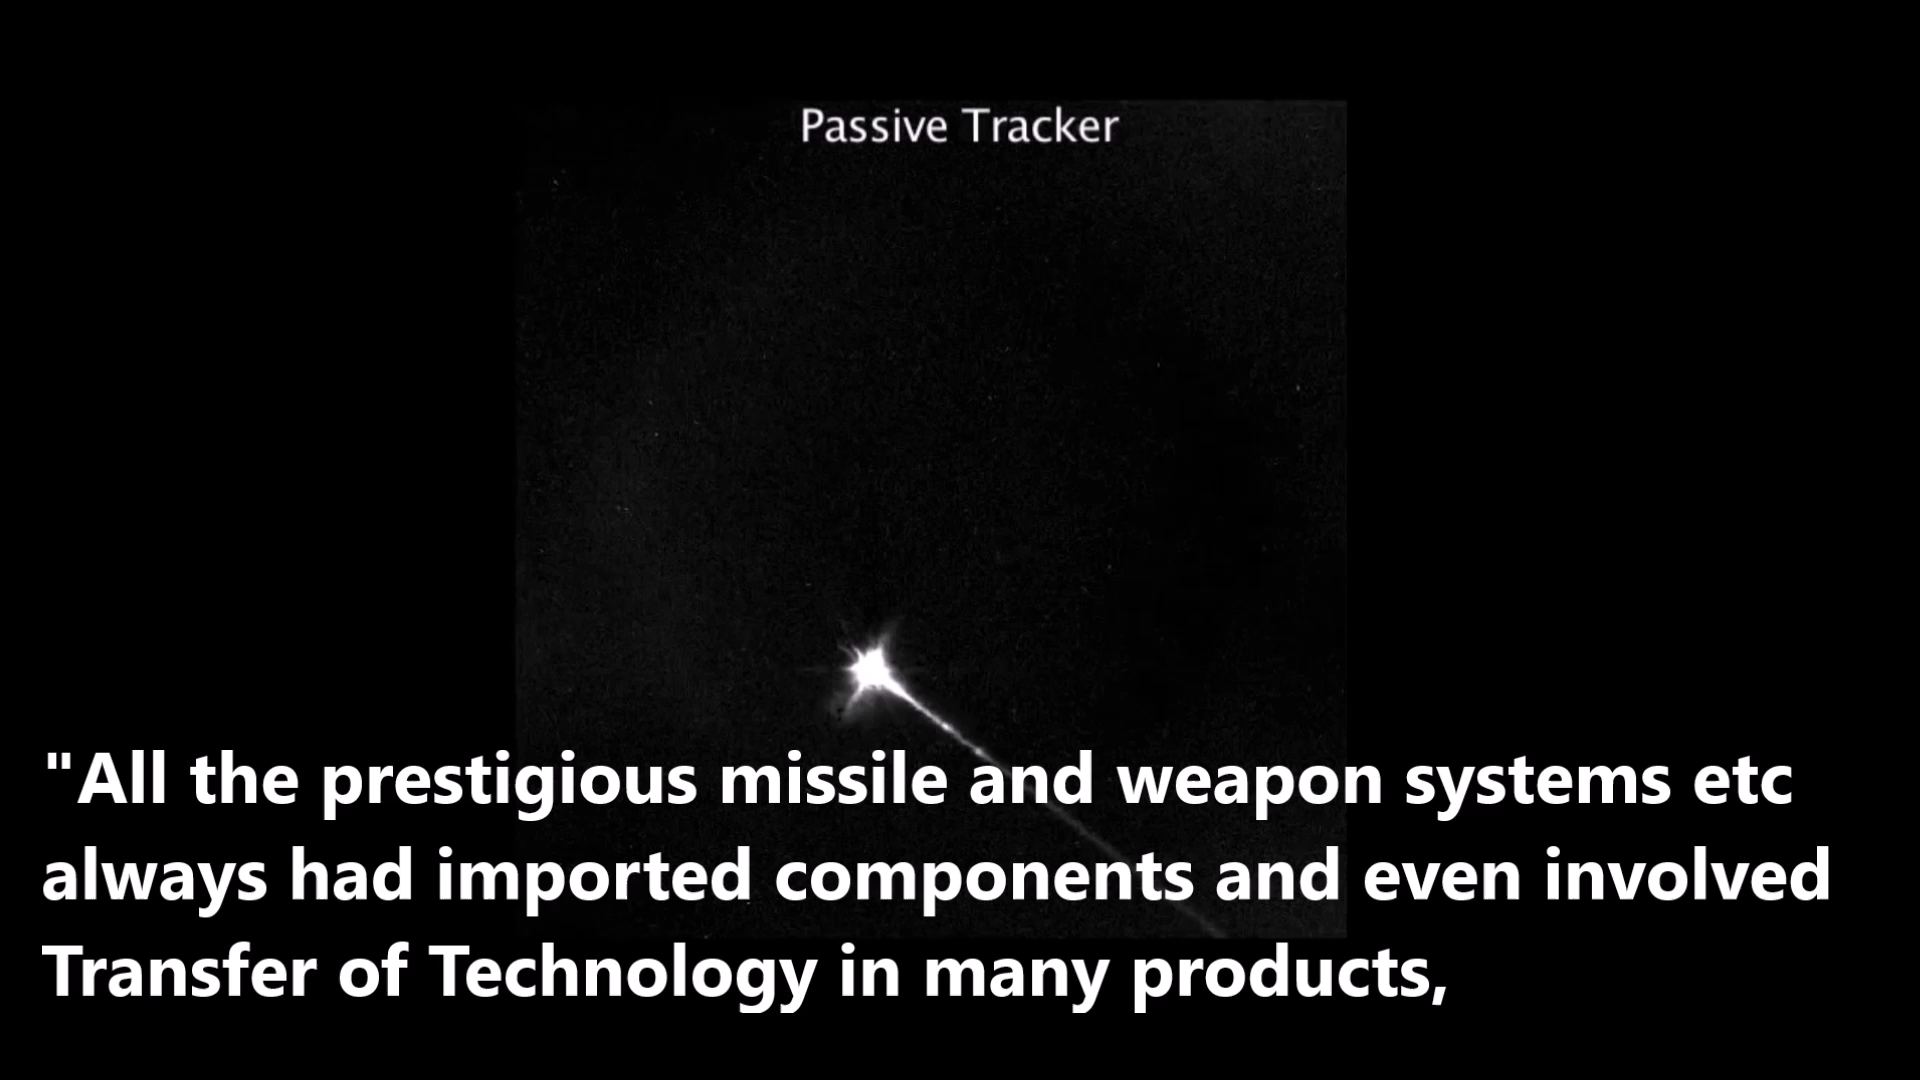 Passive Tracker
"All the prestigious missile and weapon systems etc
always had imported components and even involved
Transfer of Technology in many products,